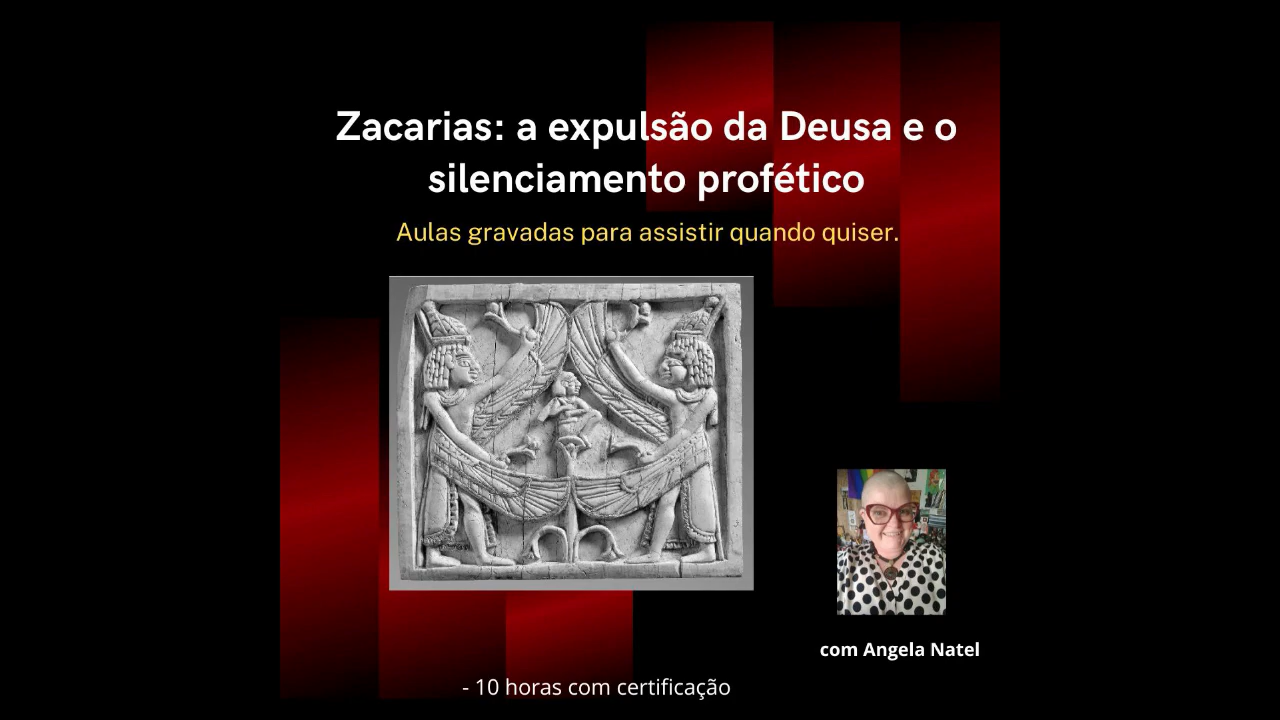 Zacarias: a expulsão da Deusa e o
silenciamento profético
Aulas gravadas para assistir quando quiser.
com Angela Natel
- 10 horas com certificação